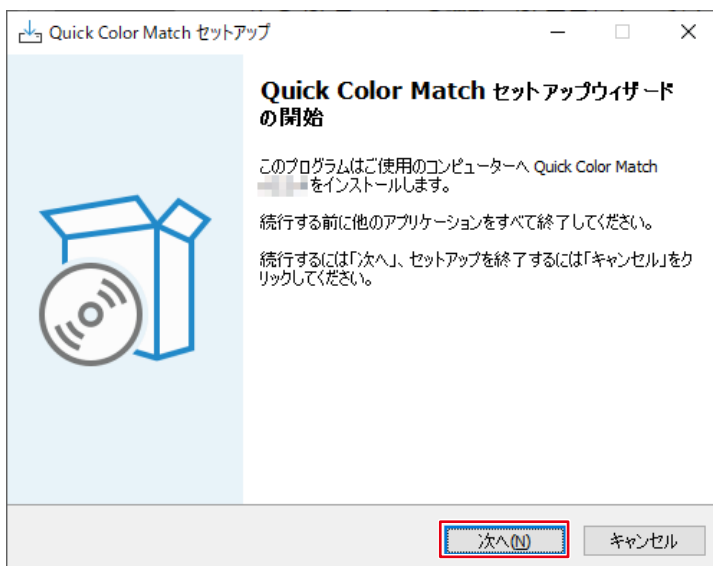 Quick Color Match セットアップ
Quick Color Match セットアップウィザード
の開始
このプログラムはご使用のコンピューターへ Quick Color Match
をインストールします。
続行する前に他のアプリケーションをすべて終了してください。
続行するには「次へ」、セットアップを終了するには「キャンセル」をク
リックしてください。
次へ(N)
キャンセル